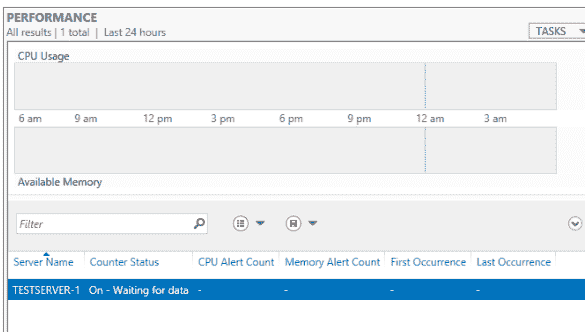 PERFORMANCE
All results | 1 total | Last 24 hours
TASKS
CPU Usage
6 am 9 am 12 pm 3 pm 6 pm 9 pm 12 am 3 am
Available Memory
Filter
Server Name Counter Status CPU Alert Count Memory Alert Count First Occurrence Last Occurrence
TESTSERVER-1 On - Waiting for data - - - -